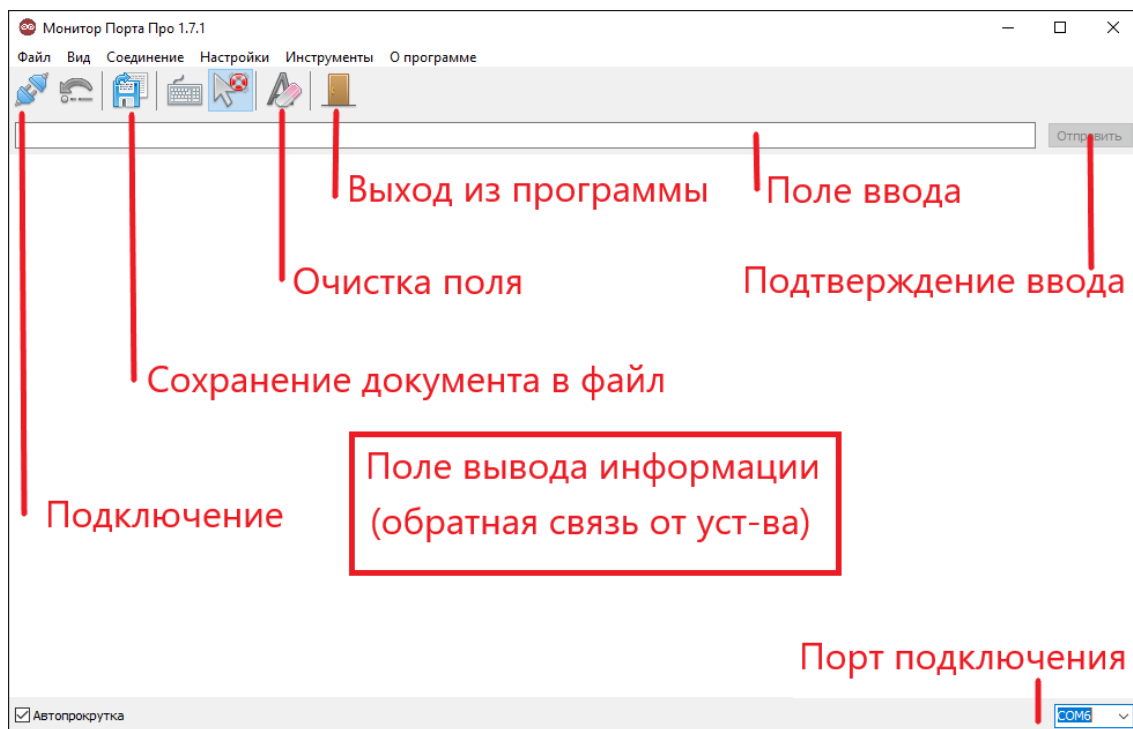 Монитор Порта Про 1.7.1
Файл Вид Соединение Настройки Инструменты О программе
Отправить
Выход из программы
Поле ввода
Очистка поля
Подтверждение ввода
Сохранение документа в файл
Поле вывода информации
(обратная связь от уст-ва)
Подключение
Порт подключения
Автопрокрутка
COM6